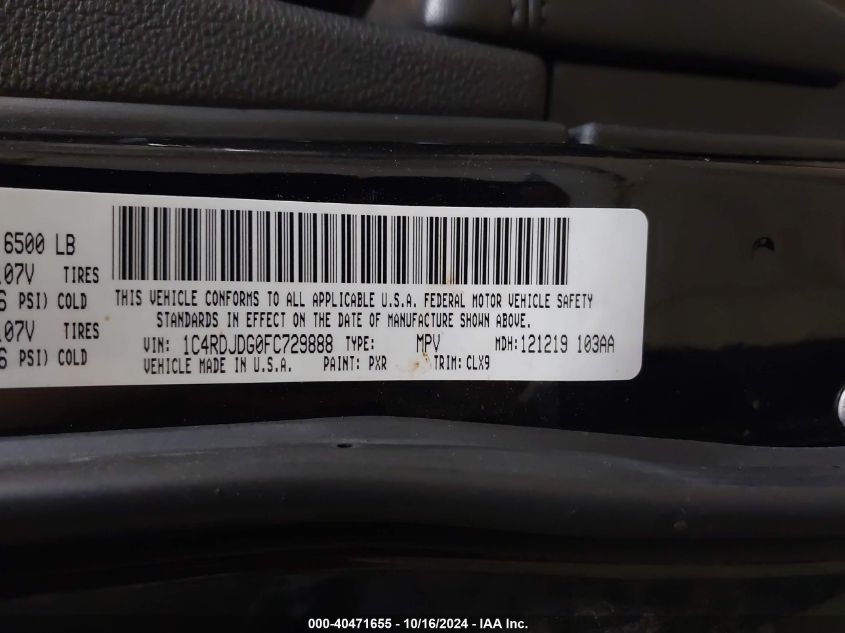 6500 LB
07V TIRES
PSI) COLD
07V TIRES
PSI) COLD
THIS VEHICLE CONFORMS TO ALL APPLICABLE U.S.A. FEDERAL MOTOR VEHICLE SAFETY
STANDARDS IN EFFECT ON THE DATE OF MANUFACTURE SHOWN ABOVE.
VIN: 1C4RDJDG0FC729888 TYPE: MPV MDH:121219 103AA
VEHICLE MADE IN U.S.A. PAINT: PXR TRIM: CLX9
000-40471655 - 10/16/2024 - IAA Inc.